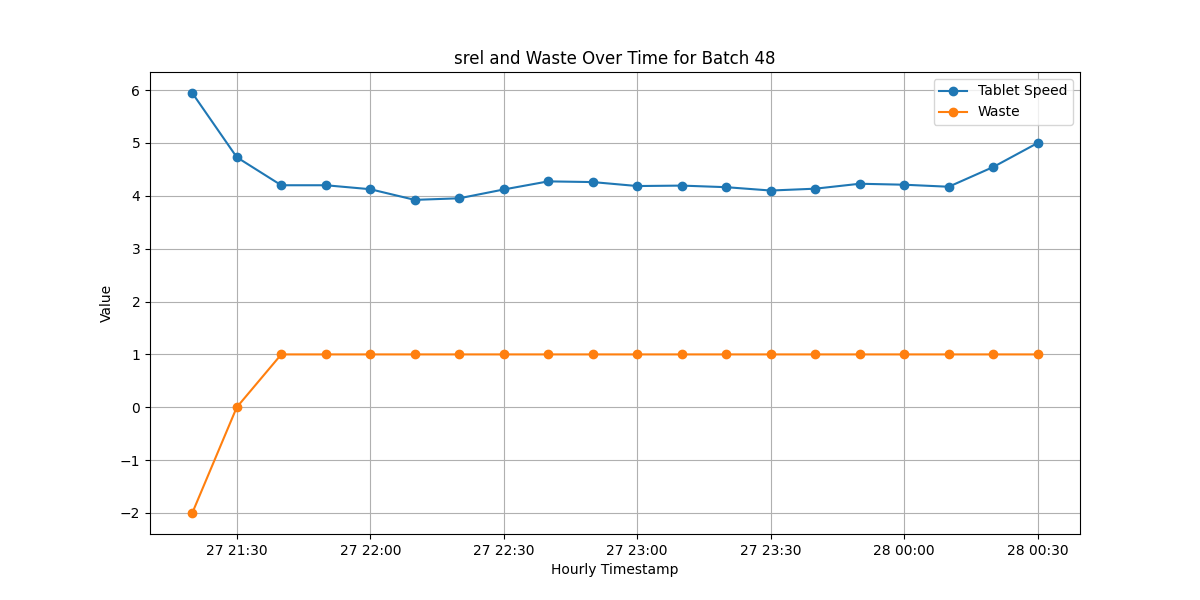 srel and Waste Over Time for Batch 48
Tablet Speed
Waste
6
5
4
3
2
1
0
−1
−2
Value
27 21:30 27 22:00 27 22:30 27 23:00 27 23:30 28 00:00 28 00:30
Hourly Timestamp